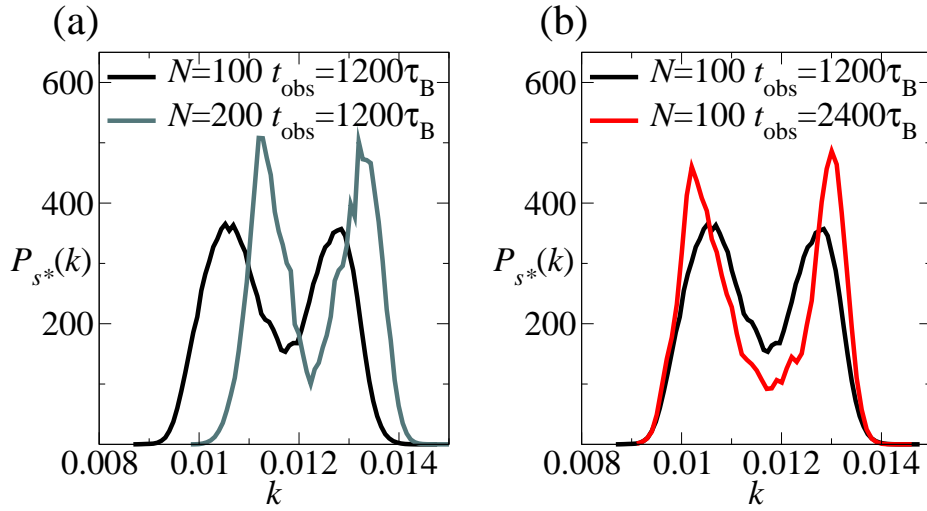 (a)
N=100 t_obs=1200τ_B
N=200 t_obs=1200τ_B
600
400
200
P_s*(k)
0.008 0.01 0.012 0.014
k
(b)
N=100 t_obs=1200τ_B
N=100 t_obs=2400τ_B
600
400
200
P_s*(k)
0.008 0.01 0.012 0.014
k